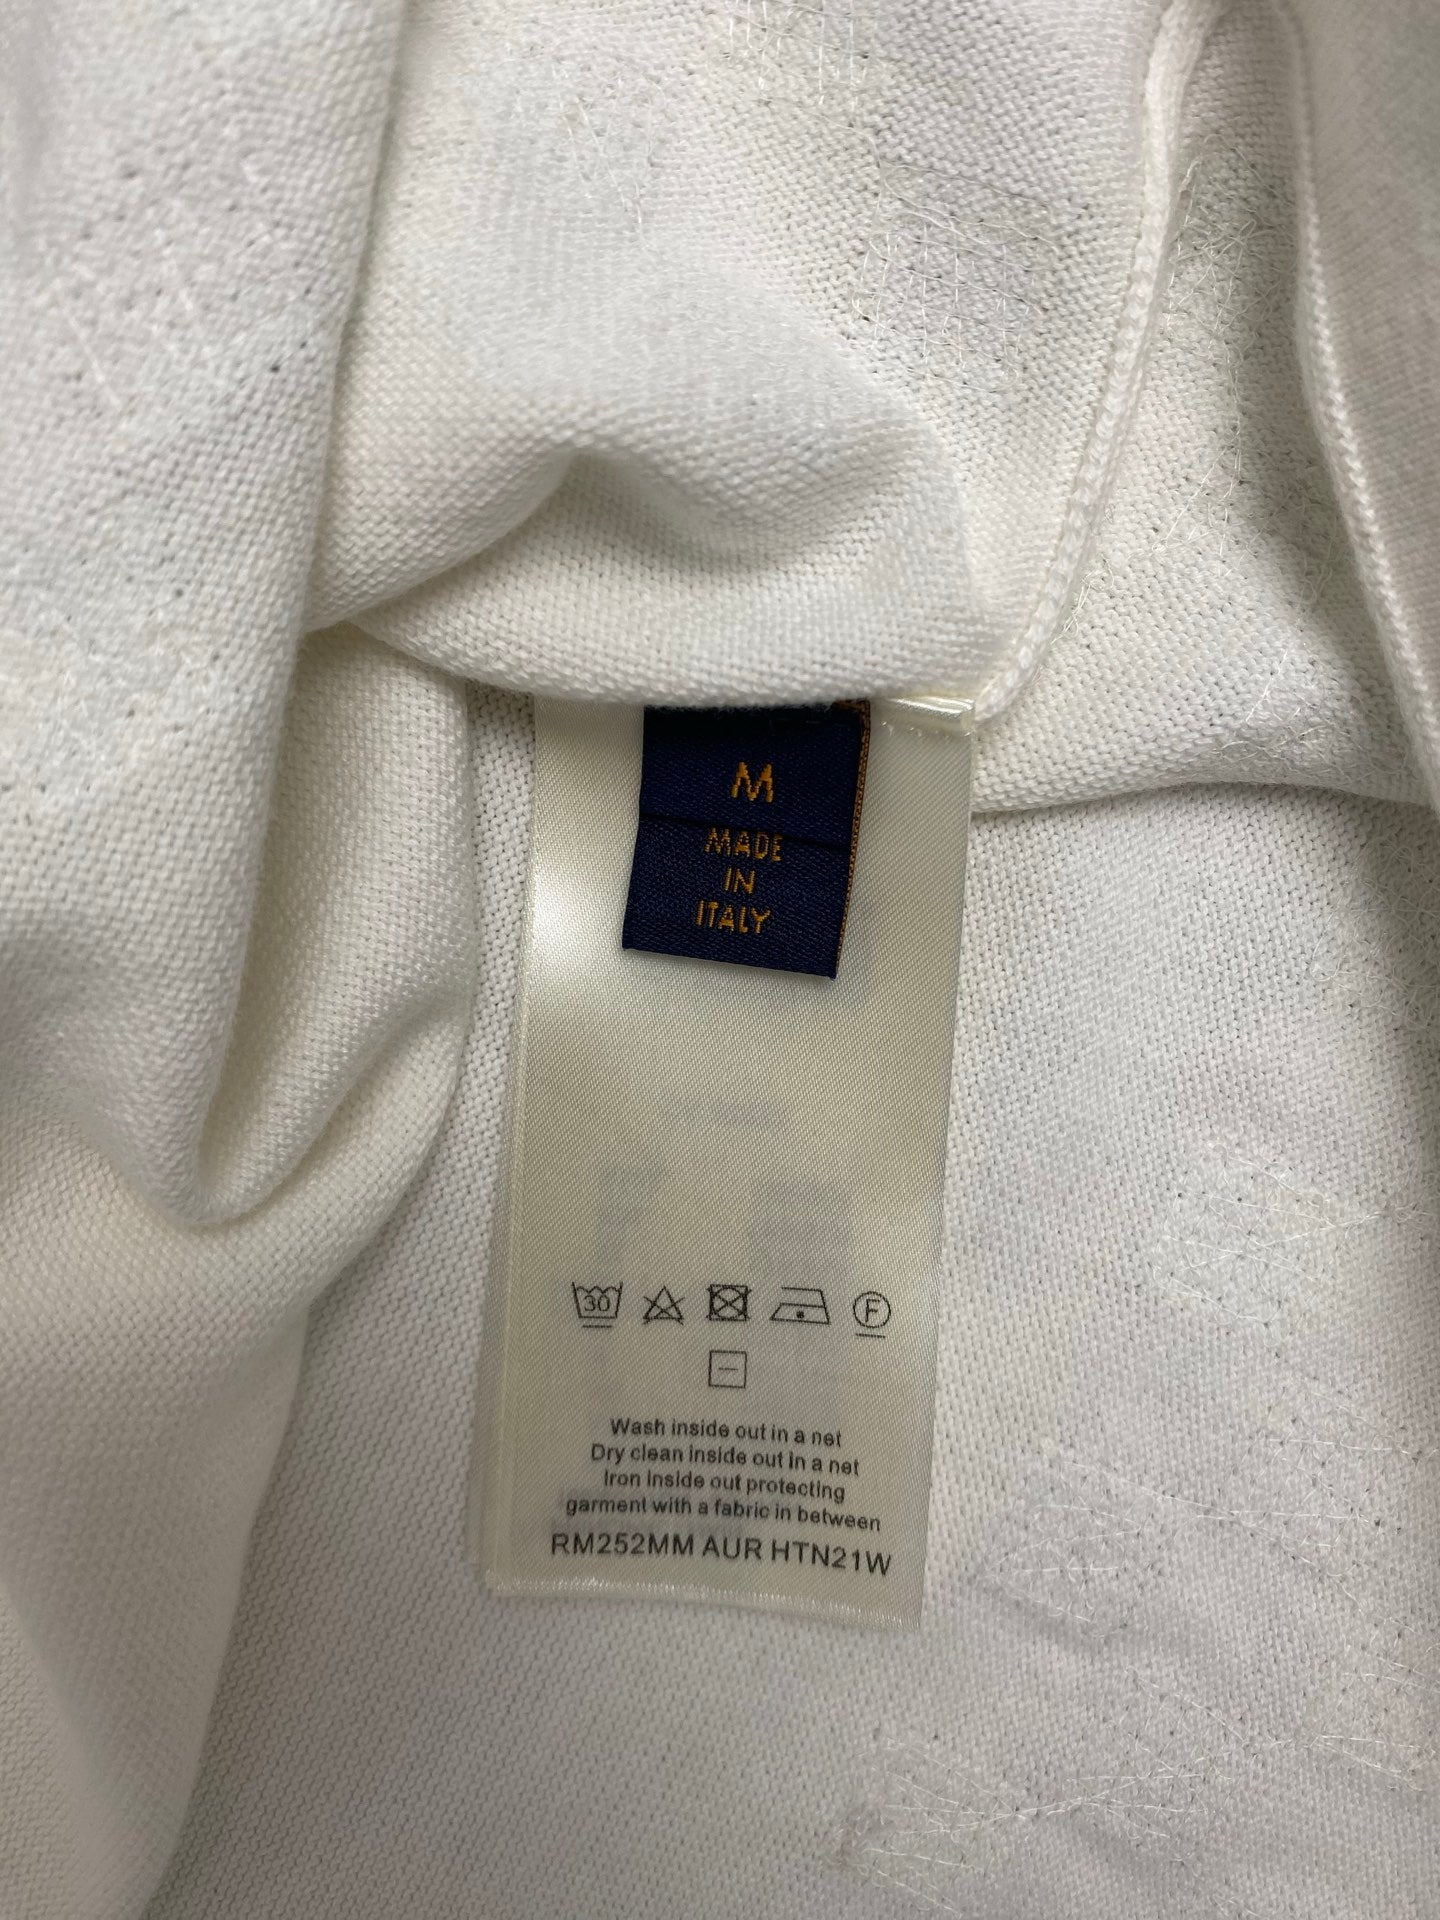 M
MADE
IN
ITALY
30
F
Wash inside out in a net
Dry clean inside out in a net
Iron inside out protecting
garment with a fabric in between
RM252MM AUR HTN21W